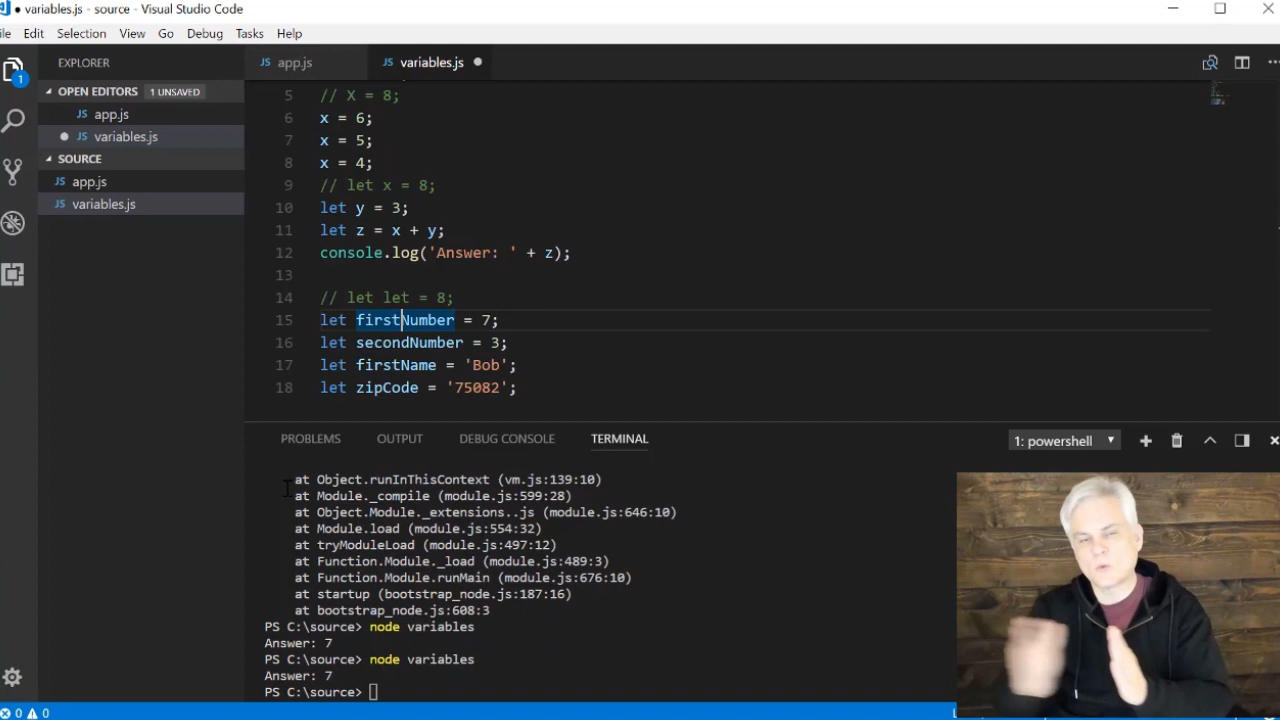 variables.js - source - Visual Studio Code
Edit Selection View Go Debug Tasks Help
EXPLORER
OPEN EDITORS 1 UNSAVED
JS app.js
JS variables.js
SOURCE
JS app.js
JS variables.js
1
JS app.js JS variables.js
5 // X = 8;
6 x = 6;
7 x = 5;
8 x = 4;
9 // let x = 8;
10 let y = 3;
11 let z = x + y;
12 console.log('Answer: ' + z);
13
14 // let let = 8;
15 let firstNumber = 7;
16 let secondNumber = 3;
17 let firstName = 'Bob';
18 let zipCode = '75082';
PROBLEMS OUTPUT DEBUG CONSOLE TERMINAL 1: powershell
at Object.runInThisContext (vm.js:139:10)
at Module._compile (module.js:599:28)
at Object.Module._extensions..js (module.js:646:10)
at Module.load (module.js:554:32)
at tryModuleLoad (module.js:497:12)
at Function.Module._load (module.js:489:3)
at Function.Module.runMain (module.js:676:10)
at startup (bootstrap_node.js:187:16)
at bootstrap_node.js:608:3
PS C:\source> node variables
Answer: 7
PS C:\source> node variables
Answer: 7
PS C:\source>
0 0